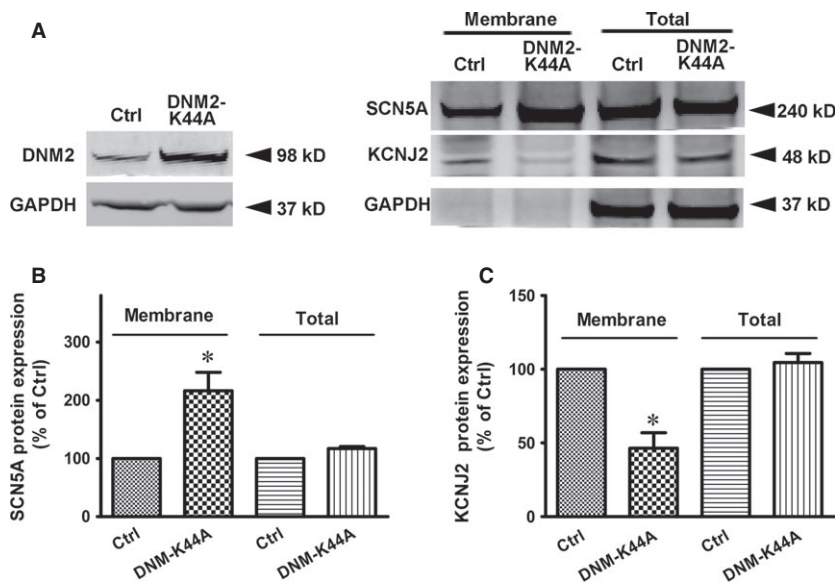 A
Ctrl
DNM2-
K44A
DNM2
98 kD
GAPDH
37 kD
Membrane
Total
Ctrl
DNM2-
K44A
Ctrl
DNM2-
K44A
SCN5A
240 kD
KCNJ2
48 kD
GAPDH
37 kD
B
SCN5A protein expression
(% of Ctrl)
300
200
100
0
Membrane
Total
*
Ctrl
DNM-K44A
Ctrl
DNM-K44A
C
KCNJ2 protein expression
(% of Ctrl)
150
100
50
0
Membrane
Total
*
Ctrl
DNM-K44A
Ctrl
DNM-K44A